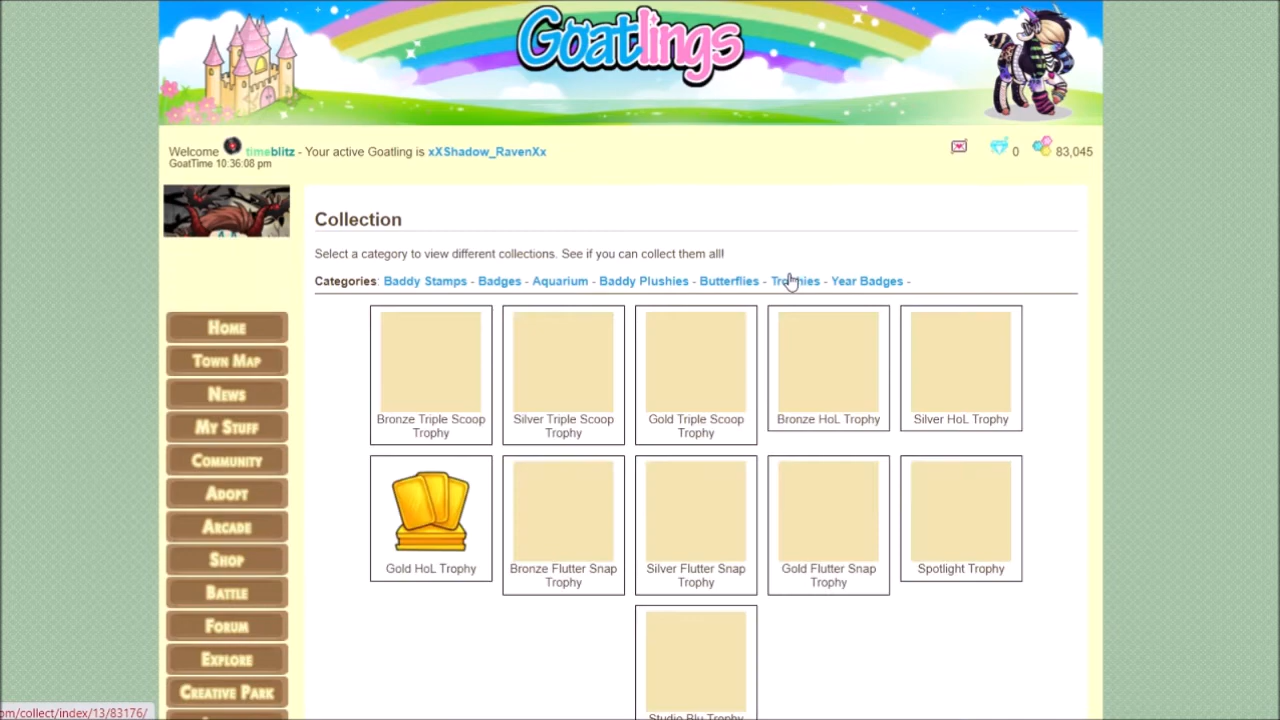 Goatlings
Welcome timeblitz - Your active Goatling is xXShadow_RavenXx
GoatTime 10:36:08 pm
0
83,045
Collection
Select a category to view different collections. See if you can collect them all!
Categories: Baddy Stamps - Badges - Aquarium - Baddy Plushies - Butterflies - Trophies - Year Badges -
Bronze Triple Scoop
Trophy
Silver Triple Scoop
Trophy
Gold Triple Scoop
Trophy
Bronze HoL Trophy
Silver HoL Trophy
Gold HoL Trophy
Bronze Flutter Snap
Trophy
Silver Flutter Snap
Trophy
Gold Flutter Snap
Trophy
Spotlight Trophy
Studio Blu Trophy
Home
Town Map
News
My Stuff
Community
Adopt
Arcade
Shop
Battle
Forum
Explore
Creative Park
om/collect/index/13/83176/